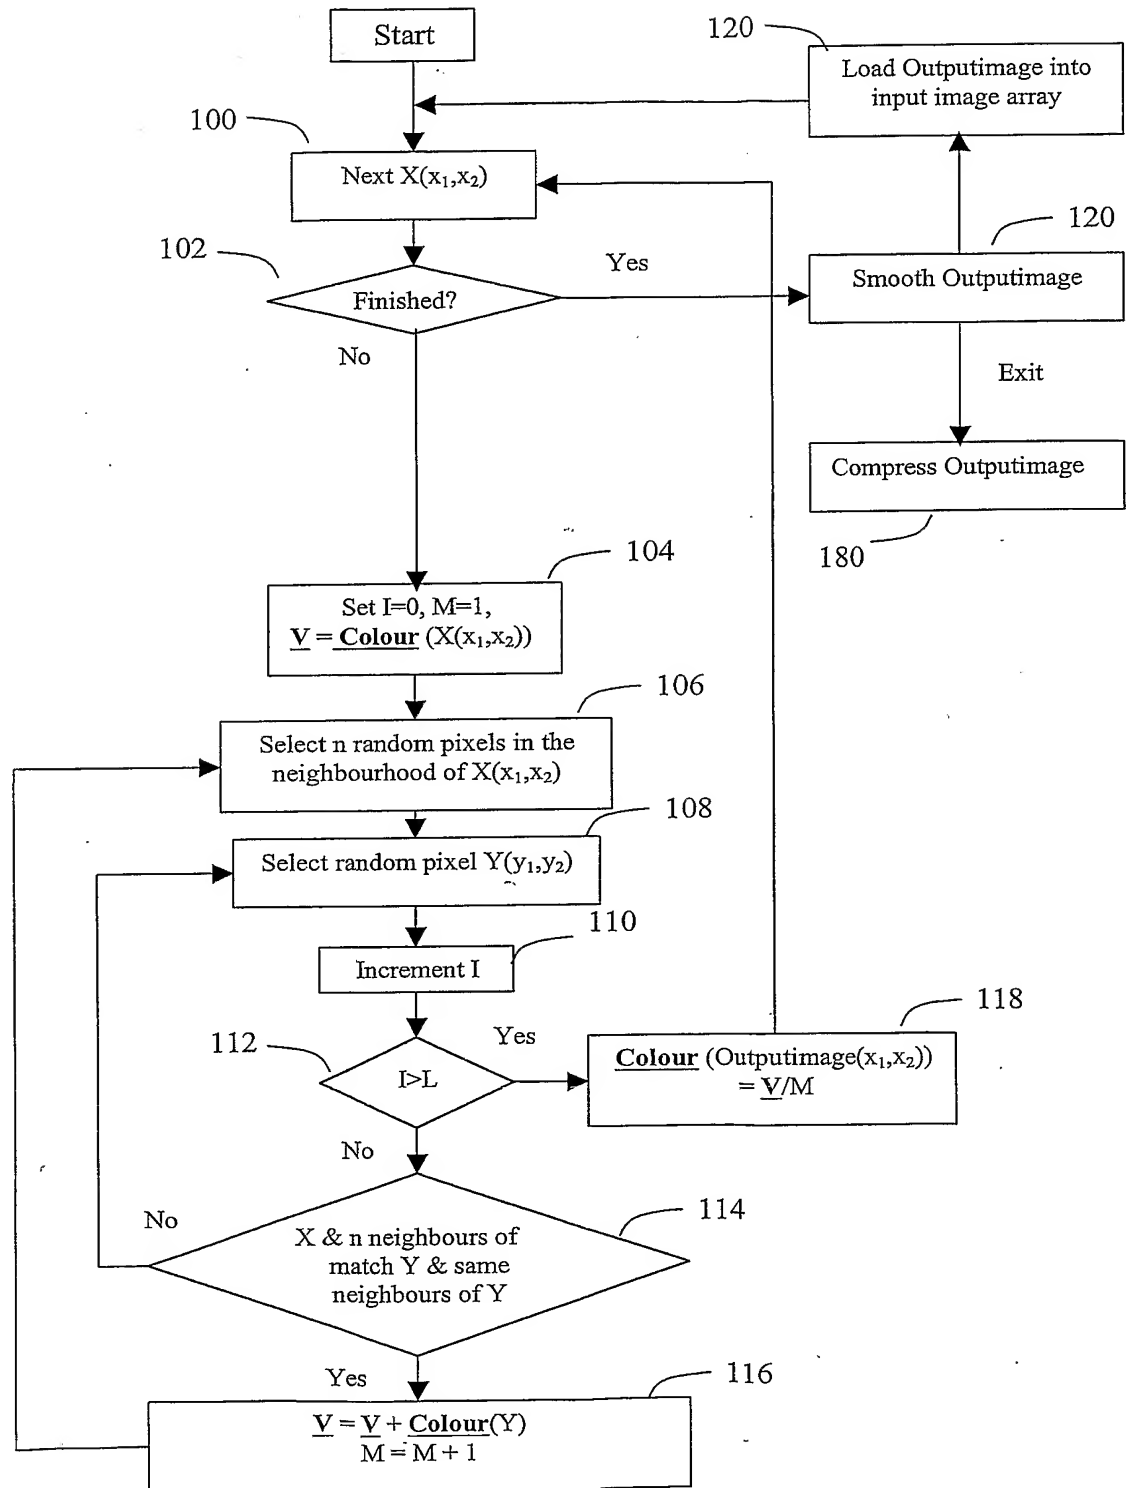 Start
120
Load Outputimage into
input image array
100
Next X(x₁,x₂)
120
102
Yes
Smooth Outputimage
Finished?
No
Exit
Compress Outputimage
180
104
Set I=0, M=1,
V = Colour (X(x₁,x₂))
106
Select n random pixels in the
neighbourhood of X(x₁,x₂)
108
Select random pixel Y(y₁,y₂)
110
Increment I
118
112
Yes
I>L
Colour (Outputimage(x₁,x₂))
= V/M
No
114
No
X & n neighbours of
match Y & same
neighbours of Y
Yes
116
V = V + Colour(Y)
M = M + 1